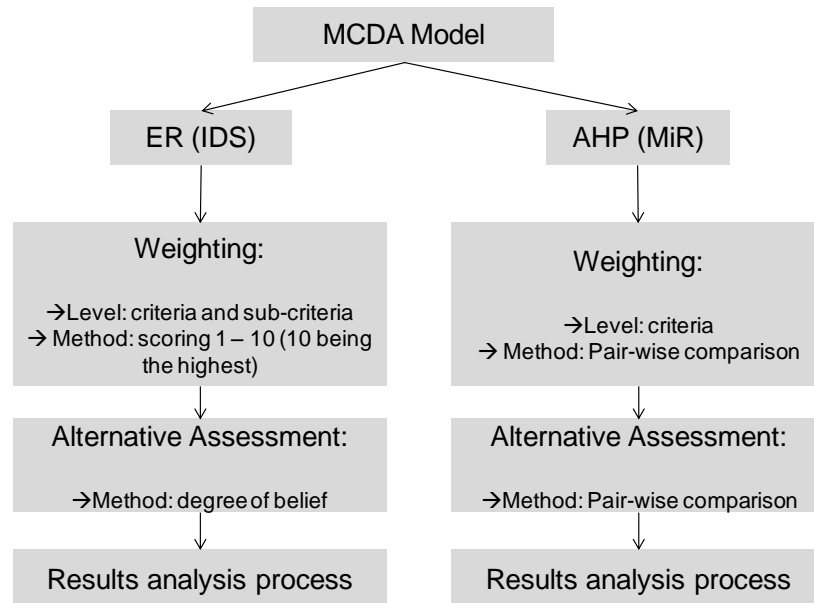 MCDA Model
ER (IDS)
AHP (MiR)
Weighting:
→Level: criteria and sub-criteria
→ Method: scoring 1 – 10 (10 being
the highest)
Weighting:
→Level: criteria
→ Method: Pair-wise comparison
Alternative Assessment:
→Method: degree of belief
Alternative Assessment:
→Method: Pair-wise comparison
Results analysis process
Results analysis process